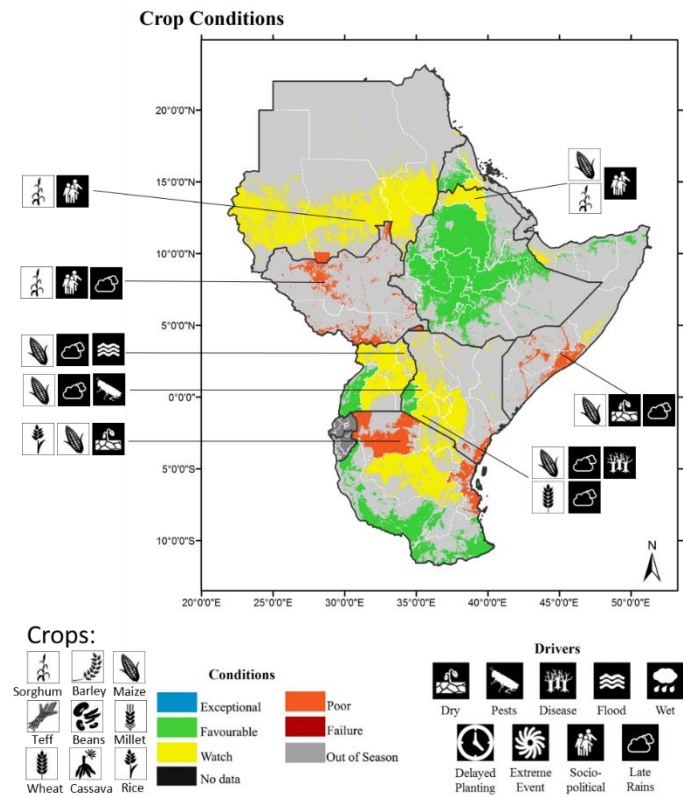 Crop Conditions
20°0'0"N
15°0'0"N
10°0'0"N
5°0'0"N
0°0'0"
5°0'0"S
10°0'0"S
N
20°0'0"E 25°0'0"E 30°0'0"E 35°0'0"E 40°0'0"E 45°0'0"E 50°0'0"E
Crops:
Sorghum Barley Maize
Teff Beans Millet
Wheat Cassava Rice
Conditions
Exceptional Poor
Favourable Failure
Watch Out of Season
No data
Drivers
Dry Pests Disease Flood Wet
Delayed Planting Extreme Event Socio-political Late Rains